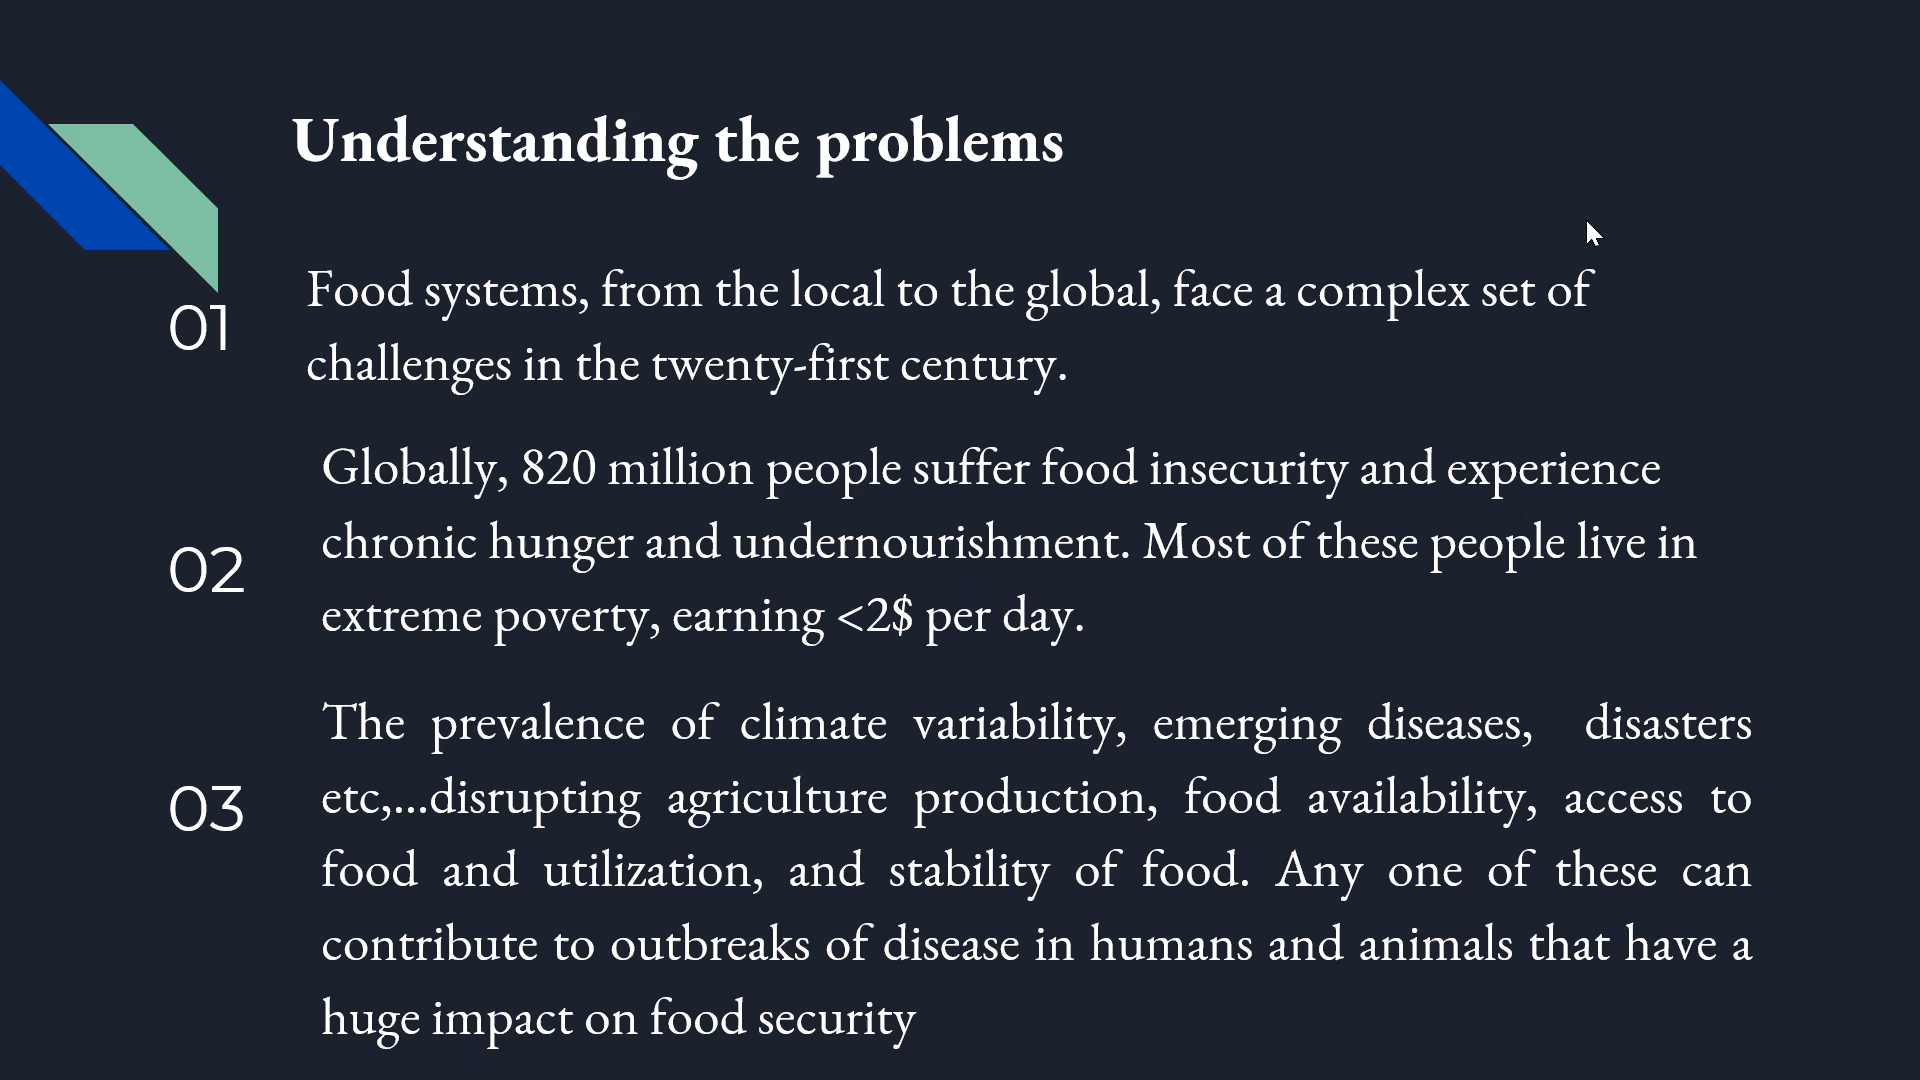 Understanding the problems
01
Food systems, from the local to the global, face a complex set of
challenges in the twenty-first century.
02
Globally, 820 million people suffer food insecurity and experience
chronic hunger and undernourishment. Most of these people live in
extreme poverty, earning <2$ per day.
03
The prevalence of climate variability, emerging diseases, disasters
etc,...disrupting agriculture production, food availability, access to
food and utilization, and stability of food. Any one of these can
contribute to outbreaks of disease in humans and animals that have a
huge impact on food security